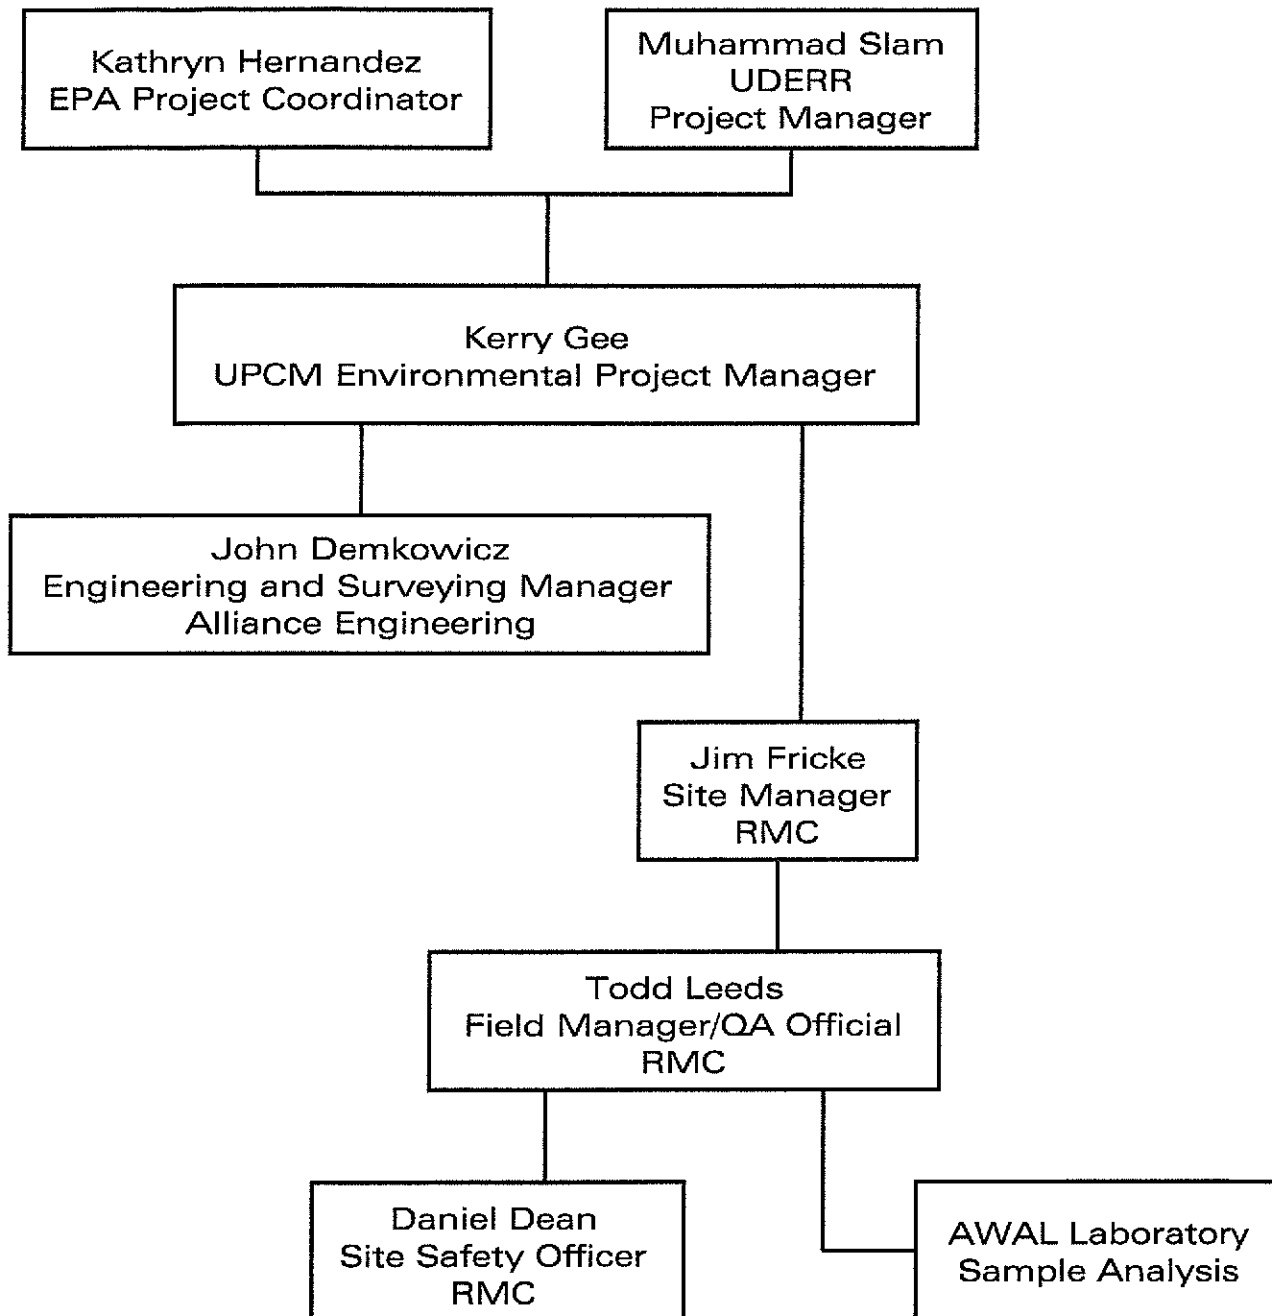 Kathryn Hernandez
EPA Project Coordinator
Muhammad Slam
UDERR
Project Manager
Kerry Gee
UPCM Environmental Project Manager
John Demkowicz
Engineering and Surveying Manager
Alliance Engineering
Jim Fricke
Site Manager
RMC
Todd Leeds
Field Manager/QA Official
RMC
Daniel Dean
Site Safety Officer
RMC
AWAL Laboratory
Sample Analysis